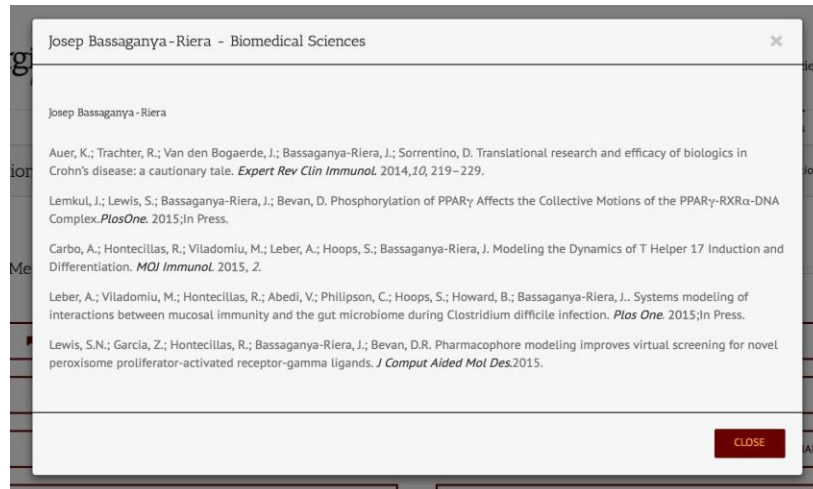 Josep Bassaganya-Riera - Biomedical Sciences
×
Josep Bassaganya-Riera
Auer, K.; Trachter, R.; Van den Bogaerde, J.; Bassaganya-Riera, J.; Sorrentino, D. Translational research and efficacy of biologics in
Crohn's disease: a cautionary tale. Expert Rev Clin Immunol. 2014,10, 219–229.
Lemkul, J.; Lewis, S.; Bassaganya-Riera, J.; Bevan, D. Phosphorylation of PPARγ Affects the Collective Motions of the PPARγ-RXRα-DNA
Complex.PlosOne. 2015;In Press.
Carbo, A.; Hontecillas, R.; Viladomiu, M.; Leber, A.; Hoops, S.; Bassaganya-Riera, J. Modeling the Dynamics of T Helper 17 Induction and
Differentiation. MOJ Immunol. 2015, 2.
Leber, A.; Viladomiu, M.; Hontecillas, R.; Abedi, V.; Philipson, C.; Hoops, S.; Howard, B.; Bassaganya-Riera, J.. Systems modeling of
interactions between mucosal immunity and the gut microbiome during Clostridium difficile infection. Plos One. 2015;In Press.
Lewis, S.N.; Garcia, Z.; Hontecillas, R.; Bassaganya-Riera, J.; Bevan, D.R. Pharmacophore modeling improves virtual screening for novel
peroxisome proliferator-activated receptor-gamma ligands. J Comput Aided Mol Des.2015.
CLOSE